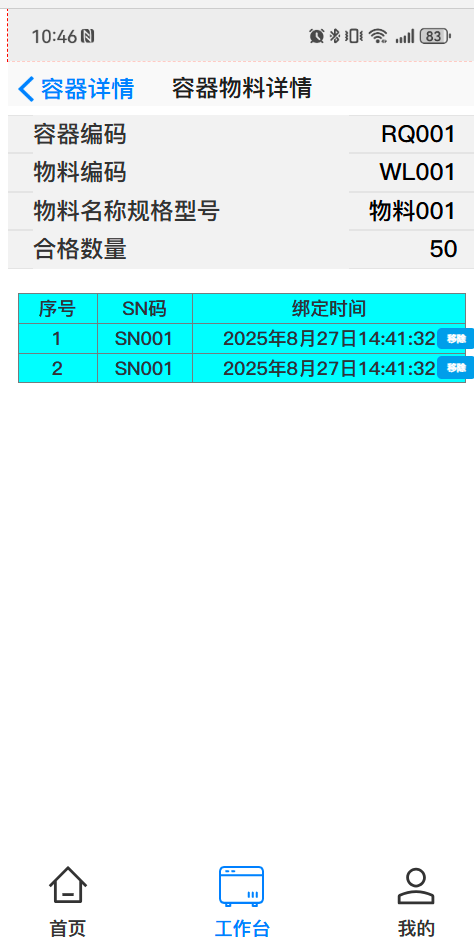 10:46 83
容器详情 容器物料详情
容器编码 RQ001
物料编码 WL001
物料名称规格型号 物料001
合格数量 50
序号 SN码 绑定时间
1 SN001 2025年8月27日14:41:32 移除
2 SN001 2025年8月27日14:41:32 移除
首页 工作台 我的